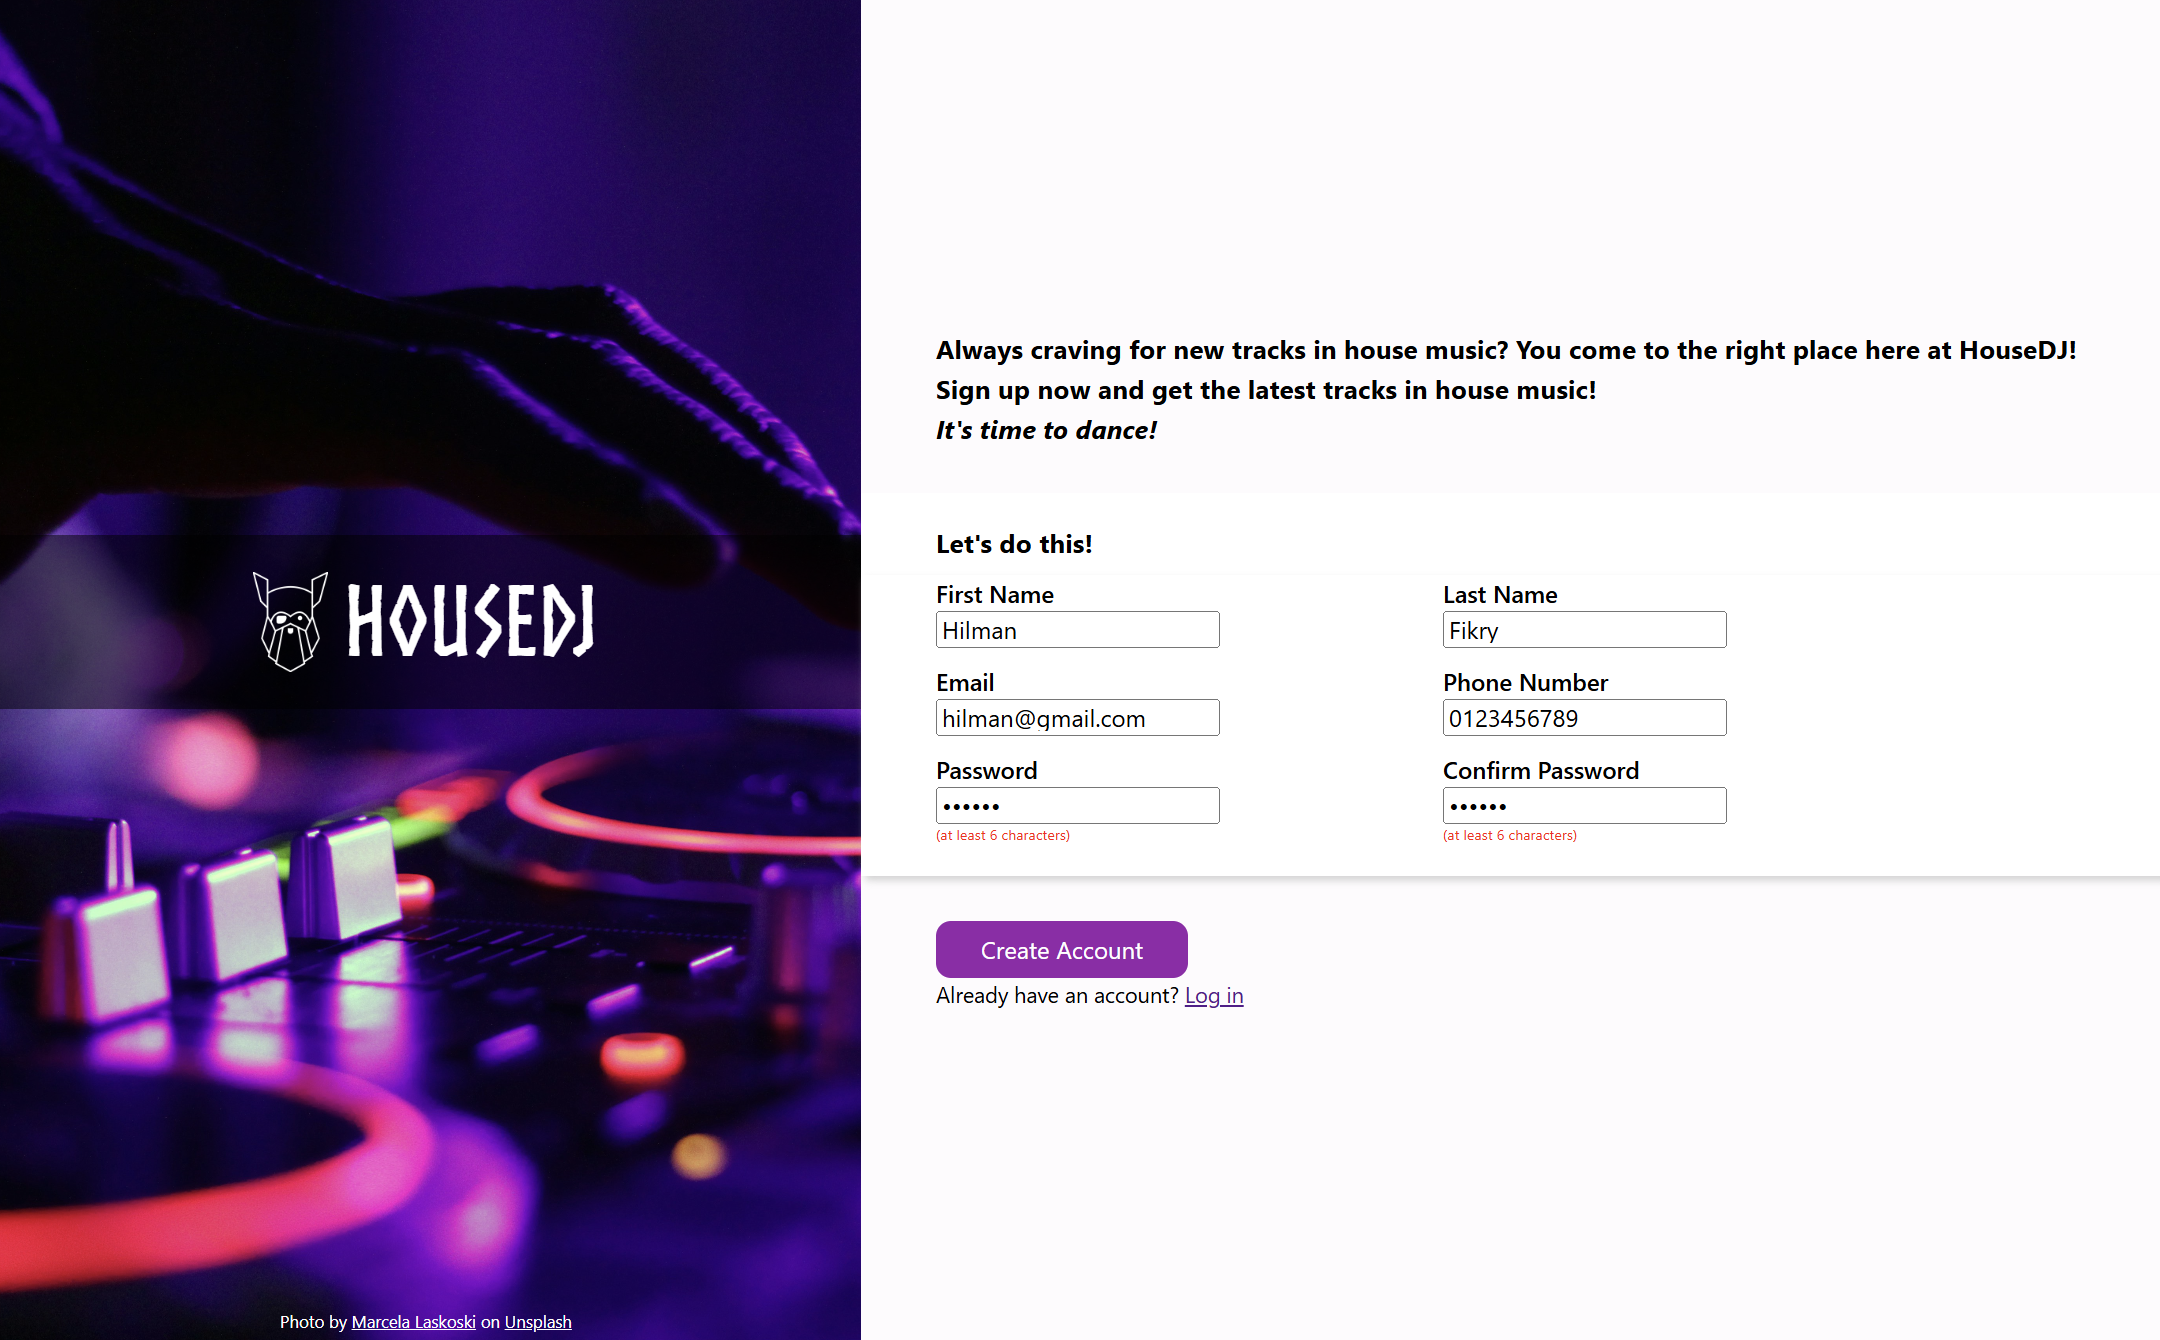 HOUSEDJ
Photo by Marcela Laskoski on Unsplash
Always craving for new tracks in house music? You come to the right place here at HouseDJ!
Sign up now and get the latest tracks in house music!
It's time to dance!
Let's do this!
First Name
Last Name
Hilman
Fikry
Email
Phone Number
hilman@gmail.com
0123456789
Password
Confirm Password
••••••
••••••
(at least 6 characters)
(at least 6 characters)
Create Account
Already have an account? Log in